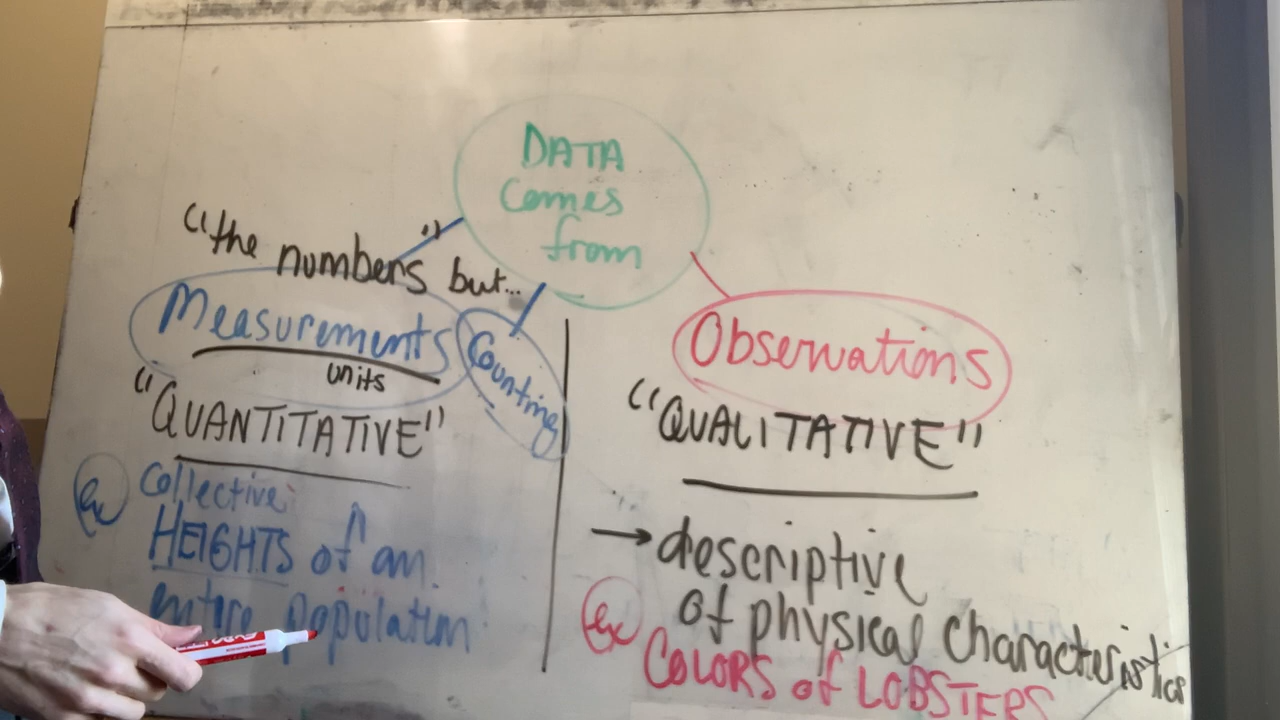 DATA
comes
from
"the numbers but..."
Measurements
units
Counting
"QUANTITATIVE"
ex
Collective
HEIGHTS of an
entire population
Observations
"QUALITATIVE"
→ descriptive
of physical characteristics
ex
COLORS of LOBSTERS